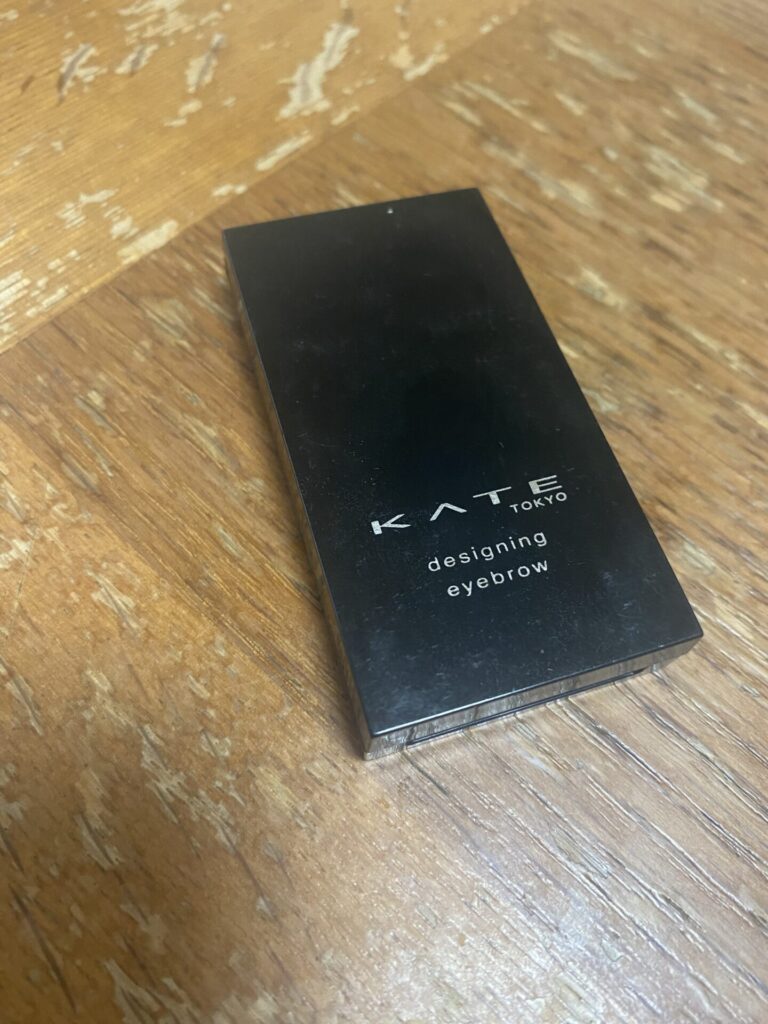 KATE
TOKYO
designing
eyebrow